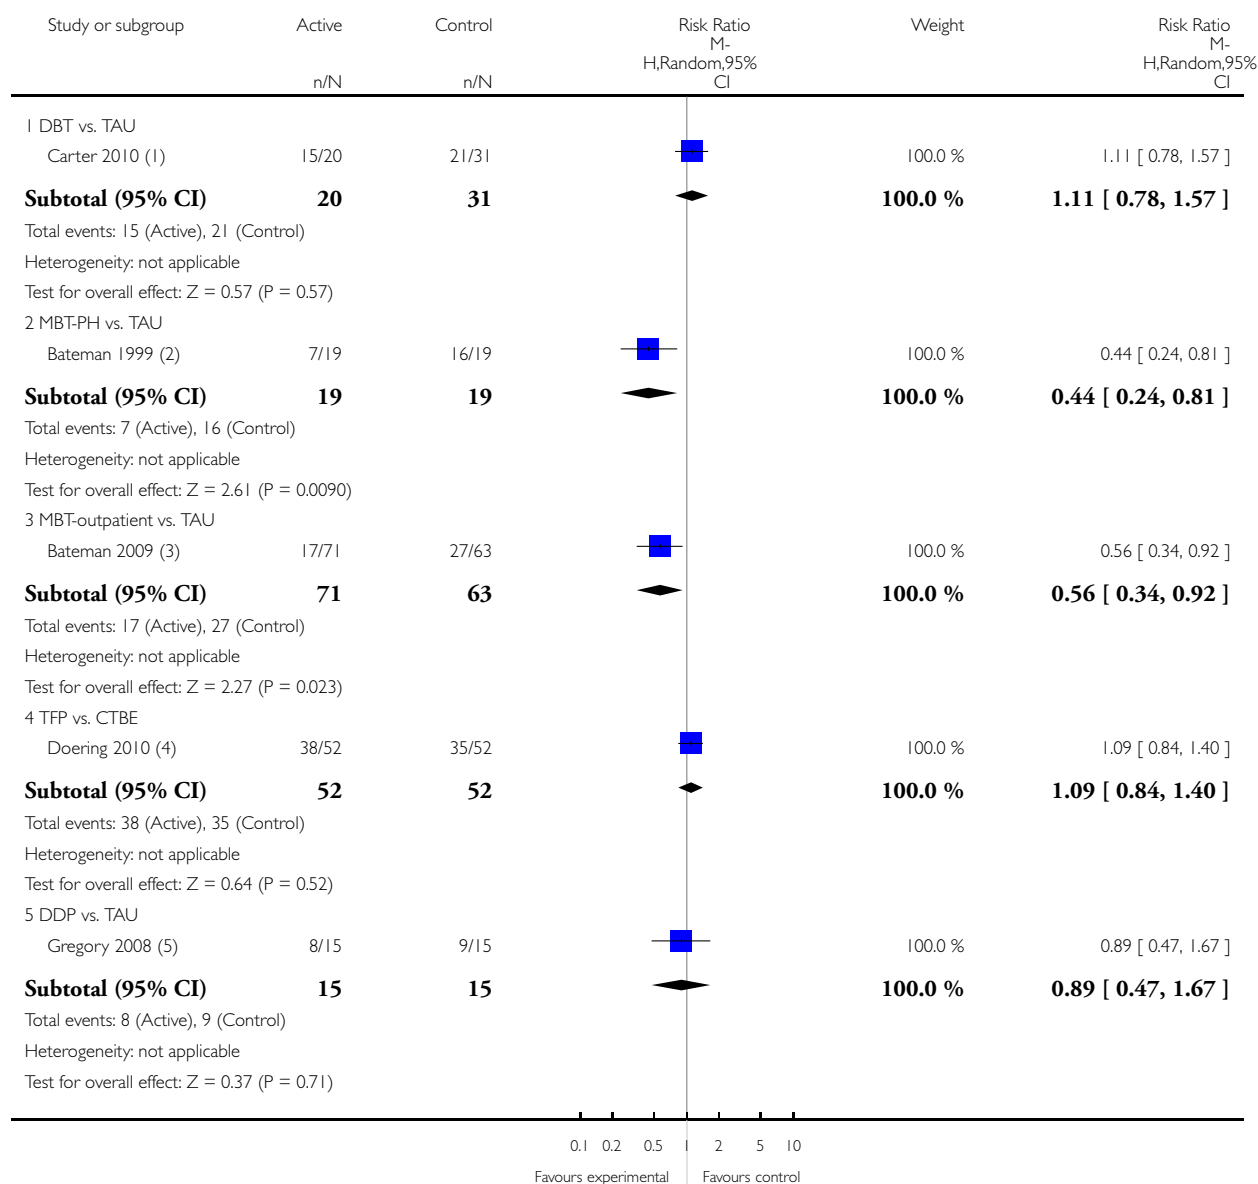 Study or subgroup Active Control Risk Ratio Weight Risk Ratio
M- M-
H,Random,95% H,Random,95%
n/N n/N CI CI
1 DBT vs. TAU
Carter 2010 (1) 15/20 21/31 100.0 % 1.11 [ 0.78, 1.57 ]
Subtotal (95% CI) 20 31 100.0 % 1.11 [ 0.78, 1.57 ]
Total events: 15 (Active), 21 (Control)
Heterogeneity: not applicable
Test for overall effect: Z = 0.57 (P = 0.57)
2 MBT-PH vs. TAU
Bateman 1999 (2) 7/19 16/19 100.0 % 0.44 [ 0.24, 0.81 ]
Subtotal (95% CI) 19 19 100.0 % 0.44 [ 0.24, 0.81 ]
Total events: 7 (Active), 16 (Control)
Heterogeneity: not applicable
Test for overall effect: Z = 2.61 (P = 0.0090)
3 MBT-outpatient vs. TAU
Bateman 2009 (3) 17/71 27/63 100.0 % 0.56 [ 0.34, 0.92 ]
Subtotal (95% CI) 71 63 100.0 % 0.56 [ 0.34, 0.92 ]
Total events: 17 (Active), 27 (Control)
Heterogeneity: not applicable
Test for overall effect: Z = 2.27 (P = 0.023)
4 TFP vs. CTBE
Doering 2010 (4) 38/52 35/52 100.0 % 1.09 [ 0.84, 1.40 ]
Subtotal (95% CI) 52 52 100.0 % 1.09 [ 0.84, 1.40 ]
Total events: 38 (Active), 35 (Control)
Heterogeneity: not applicable
Test for overall effect: Z = 0.64 (P = 0.52)
5 DDP vs. TAU
Gregory 2008 (5) 8/15 9/15 100.0 % 0.89 [ 0.47, 1.67 ]
Subtotal (95% CI) 15 15 100.0 % 0.89 [ 0.47, 1.67 ]
Total events: 8 (Active), 9 (Control)
Heterogeneity: not applicable
Test for overall effect: Z = 0.37 (P = 0.71)
0.1 0.2 0.5 1 2 5 10
Favours experimental Favours control